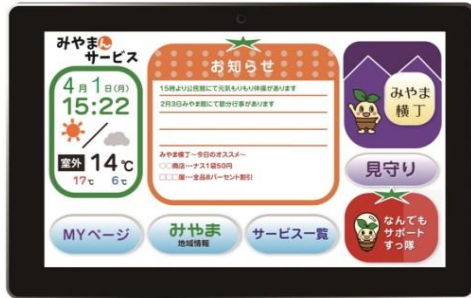 みやまんサービス
4月1日(月)
15:22
室外 14℃
17℃ 6℃
お知らせ
15時より公民館にて元気もりもり体操があります
2月3日みやま館にて節分行事があります
みやま横丁～今日のオススメ～
○○商店…ナス1袋50円
□□□屋…全品8パーセント割引
みやま
横丁
見守り
なんでも
サポート
すっ隊
MYページ
みやま
地域情報
サービス一覧